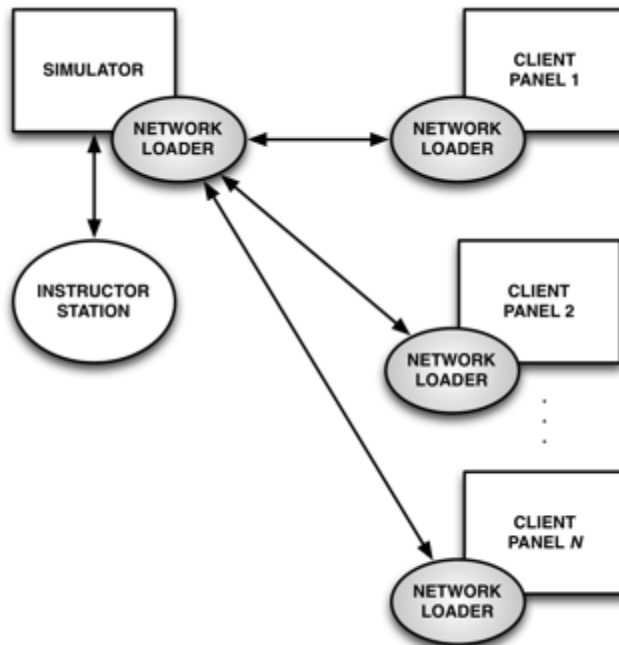 SIMULATOR
NETWORK
LOADER
CLIENT
PANEL 1
NETWORK
LOADER
INSTRUCTOR
STATION
CLIENT
PANEL 2
NETWORK
LOADER
CLIENT
PANEL N
NETWORK
LOADER